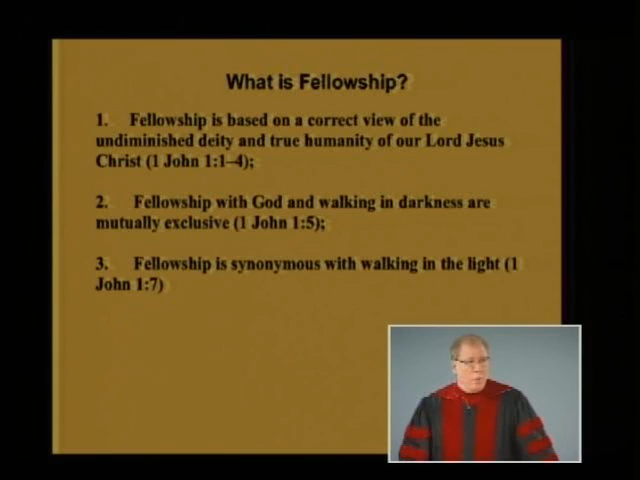 What is Fellowship?
1. Fellowship is based on a correct view of the
undiminished deity and true humanity of our Lord Jesus
Christ (1 John 1:1–4);
2. Fellowship with God and walking in darkness are
mutually exclusive (1 John 1:5);
3. Fellowship is synonymous with walking in the light (1
John 1:7)